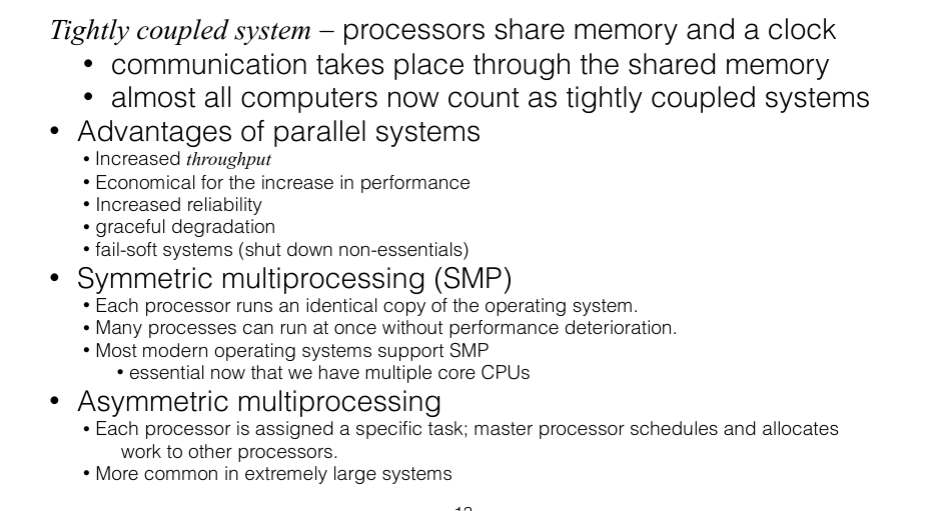 Tightly coupled system – processors share memory and a clock
• communication takes place through the shared memory
• almost all computers now count as tightly coupled systems
• Advantages of parallel systems
• Increased throughput
• Economical for the increase in performance
• Increased reliability
• graceful degradation
• fail-soft systems (shut down non-essentials)
• Symmetric multiprocessing (SMP)
• Each processor runs an identical copy of the operating system.
• Many processes can run at once without performance deterioration.
• Most modern operating systems support SMP
• essential now that we have multiple core CPUs
• Asymmetric multiprocessing
• Each processor is assigned a specific task; master processor schedules and allocates
work to other processors.
• More common in extremely large systems